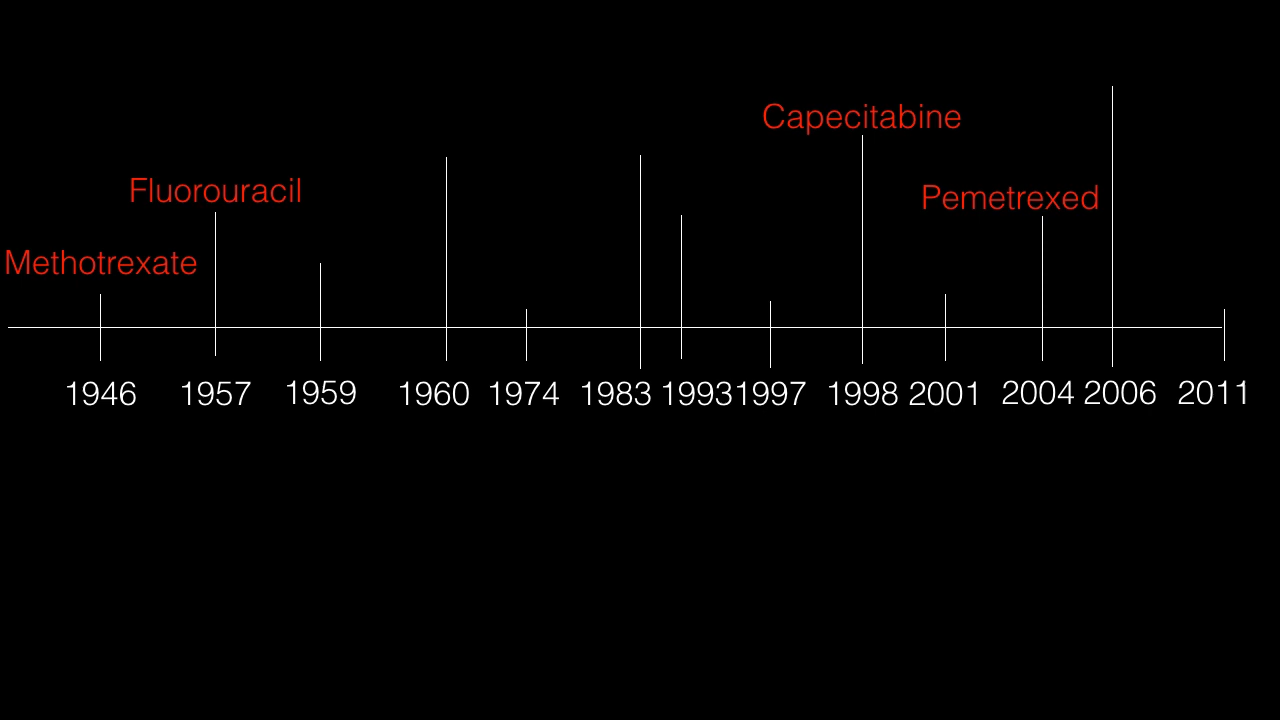 Capecitabine
Fluorouracil
Pemetrexed
Methotrexate
1946 1957 1959 1960 1974 1983 1993 1997 1998 2001 2004 2006 2011